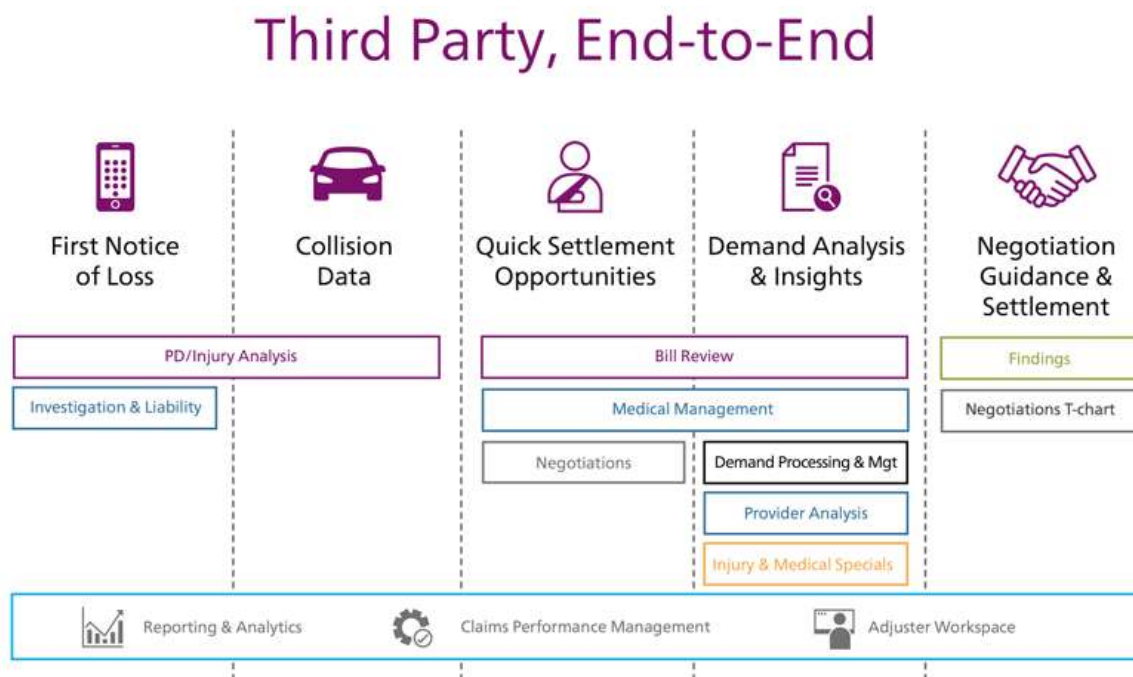 Third Party, End-to-End
First Notice
of Loss
Collision
Data
Quick Settlement
Opportunities
Demand Analysis
& Insights
Negotiation
Guidance &
Settlement
PD/Injury Analysis
Bill Review
Findings
Investigation & Liability
Medical Management
Negotiations T-chart
Negotiations
Demand Processing & Mgt
Provider Analysis
Injury & Medical Specials
Reporting & Analytics
Claims Performance Management
Adjuster Workspace